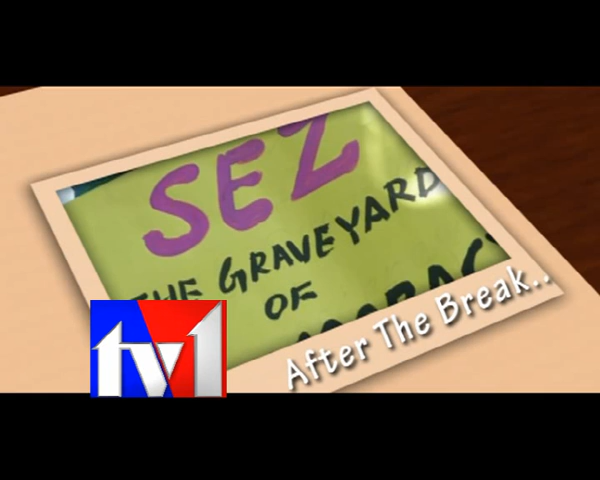 SEZ
THE GRAVEYARD
OF
After The Break..
tv1